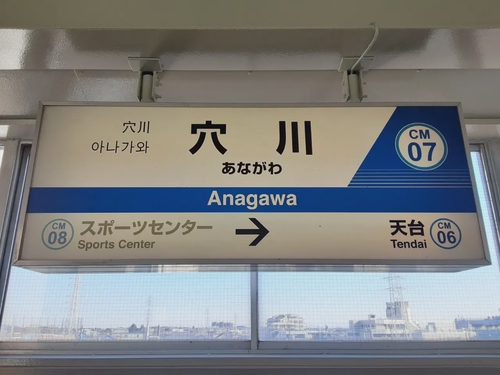 穴川
아나가와
穴 川
あながわ
CM
07
Anagawa
CM
08
スポーツセンター
Sports Center
→
天台
Tendai
CM
06